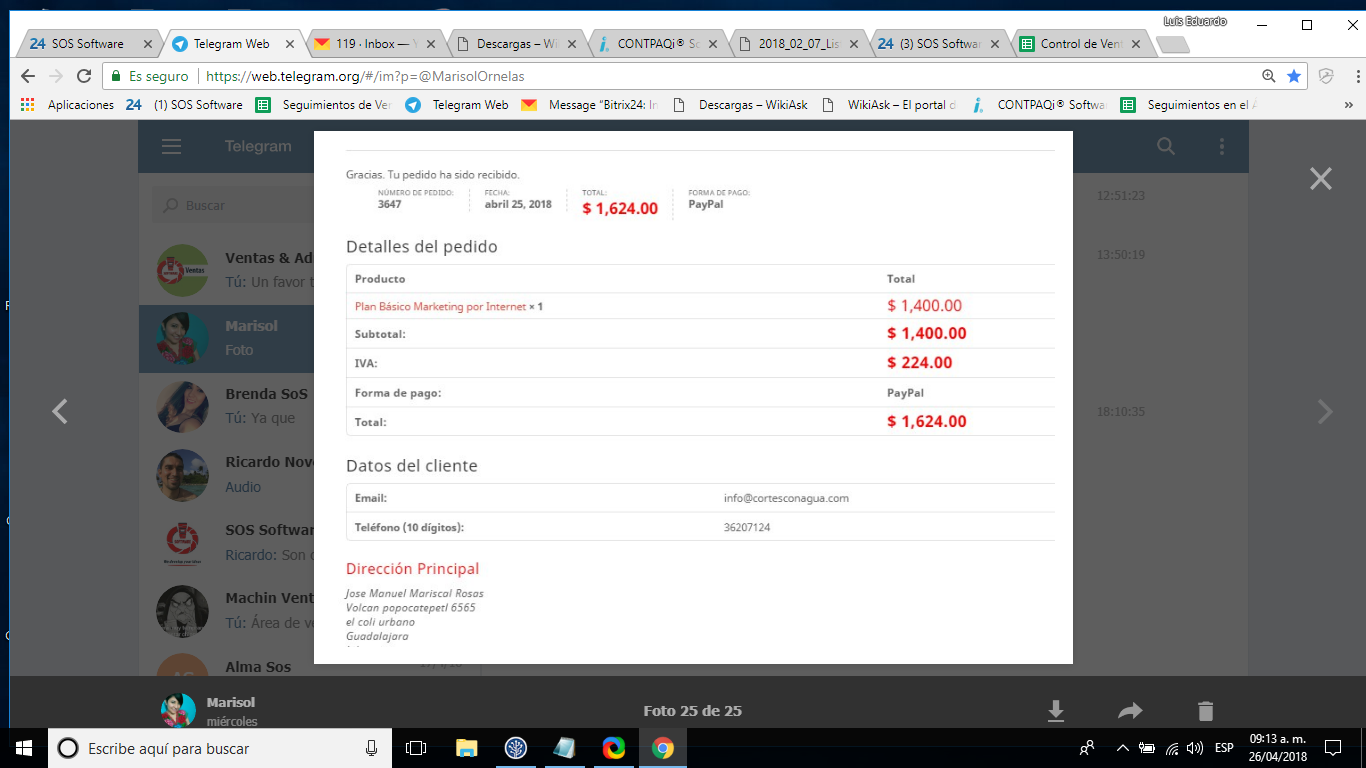 Luis Eduardo
24 SOS Software
Telegram Web
119 · Inbox — Y
Descargas – Wi
CONTPAQi® So
2018_02_07_Lis
24 (3) SOS Softwar
Control de Vent
Es seguro
https://web.telegram.org/#/im?p=@MarisolOrnelas
Aplicaciones
24 (1) SOS Software
Seguimientos de Ve
Telegram Web
Message "Bitrix24: In
Descargas – WikiAsk
WikiAsk – El portal d
CONTPAQi® Softwa
Seguimientos en el A
»
Telegram
Buscar
Ventas & Ad
Tú: Un favor t
Marisol
Foto
Brenda SoS
Tú: Ya que
Ricardo Nov
Audio
SOS Softwar
Ricardo: Son
Machin Vent
Tú: Área de ve
Alma Sos
12:51:23
13:50:19
18:10:35
Gracias. Tu pedido ha sido recibido.
NÚMERO DE PEDIDO:
3647
FECHA:
abril 25, 2018
TOTAL:
$ 1,624.00
FORMA DE PAGO:
PayPal
Detalles del pedido
Producto Total
Plan Básico Marketing por Internet × 1 $ 1,400.00
Subtotal: $ 1,400.00
IVA: $ 224.00
Forma de pago: PayPal
Total: $ 1,624.00
Datos del cliente
Email: info@cortesconagua.com
Teléfono (10 dígitos): 36207124
Dirección Principal
Jose Manuel Mariscal Rosas
Volcan popocatepetl 6565
el coli urbano
Guadalajara
Marisol
miércoles
Foto 25 de 25
Escribe aquí para buscar
ESP
09:13 a. m.
26/04/2018